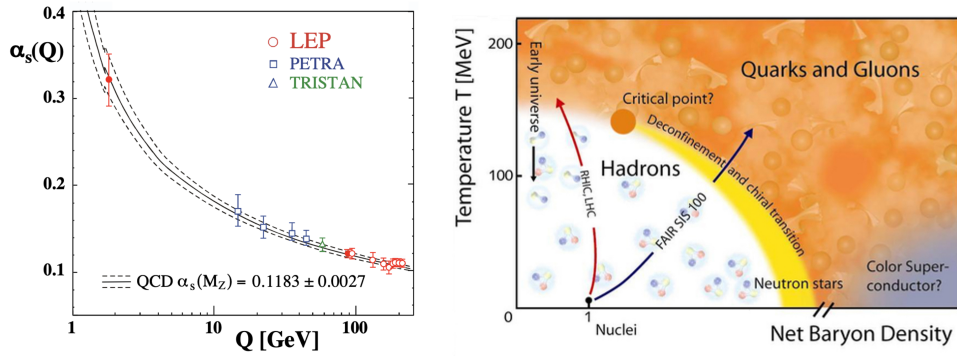 0.4
αs(Q)
LEP
PETRA
TRISTAN
0.3
0.2
0.1
QCD αs(MZ) = 0.1183 ± 0.0027
1
10
100
Q [GeV]
Temperature T [MeV]
200
100
0
Early universe
Quarks and Gluons
Critical point?
Deconfinement and chiral transition
Hadrons
RHIC, LHC
FAIR SIS 100
Color Super-
conductor?
Neutron stars
1
Nuclei
Net Baryon Density